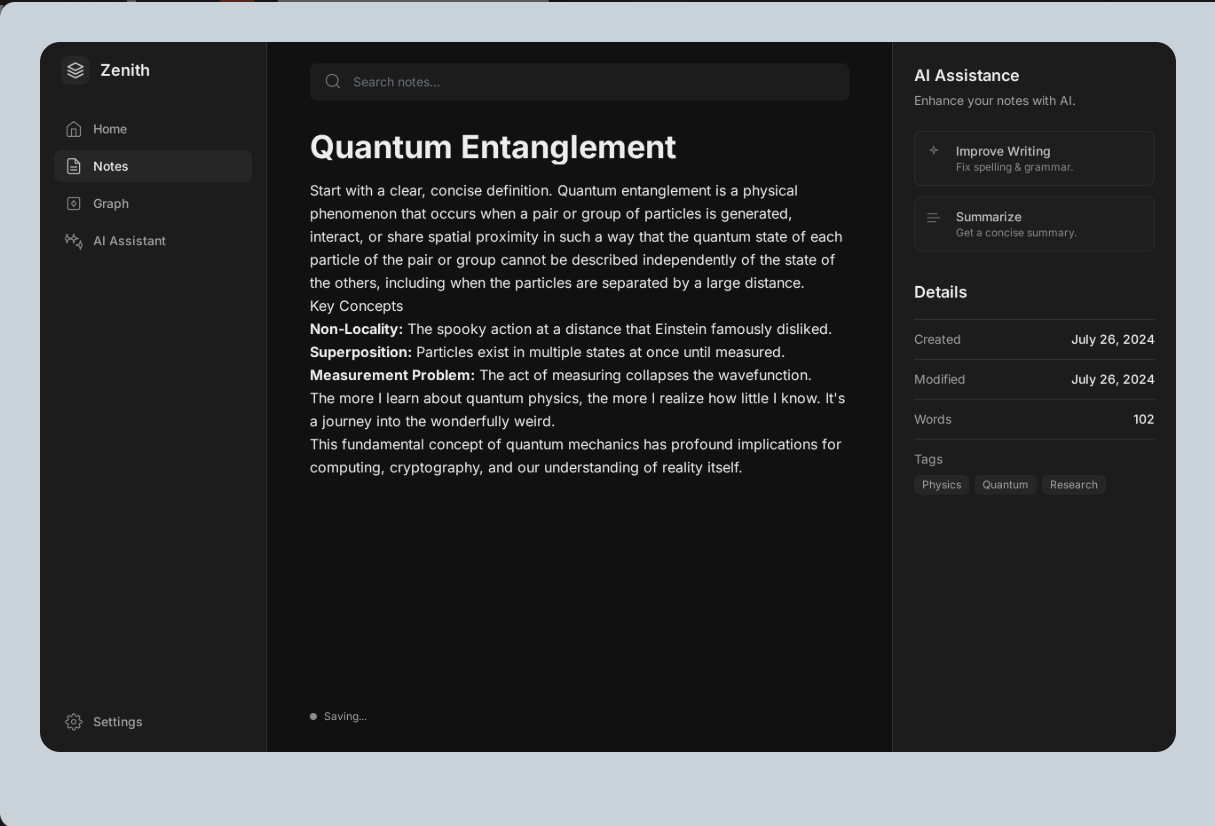 Zenith
Home
Notes
Graph
AI Assistant
Settings
Search notes...
Quantum Entanglement
Start with a clear, concise definition. Quantum entanglement is a physical
phenomenon that occurs when a pair or group of particles is generated,
interact, or share spatial proximity in such a way that the quantum state of each
particle of the pair or group cannot be described independently of the state of
the others, including when the particles are separated by a large distance.
Key Concepts
Non-Locality: The spooky action at a distance that Einstein famously disliked.
Superposition: Particles exist in multiple states at once until measured.
Measurement Problem: The act of measuring collapses the wavefunction.
The more I learn about quantum physics, the more I realize how little I know. It's
a journey into the wonderfully weird.
This fundamental concept of quantum mechanics has profound implications for
computing, cryptography, and our understanding of reality itself.
Saving...
AI Assistance
Enhance your notes with AI.
Improve Writing
Fix spelling & grammar.
Summarize
Get a concise summary.
Details
Created July 26, 2024
Modified July 26, 2024
Words 102
Tags
Physics Quantum Research